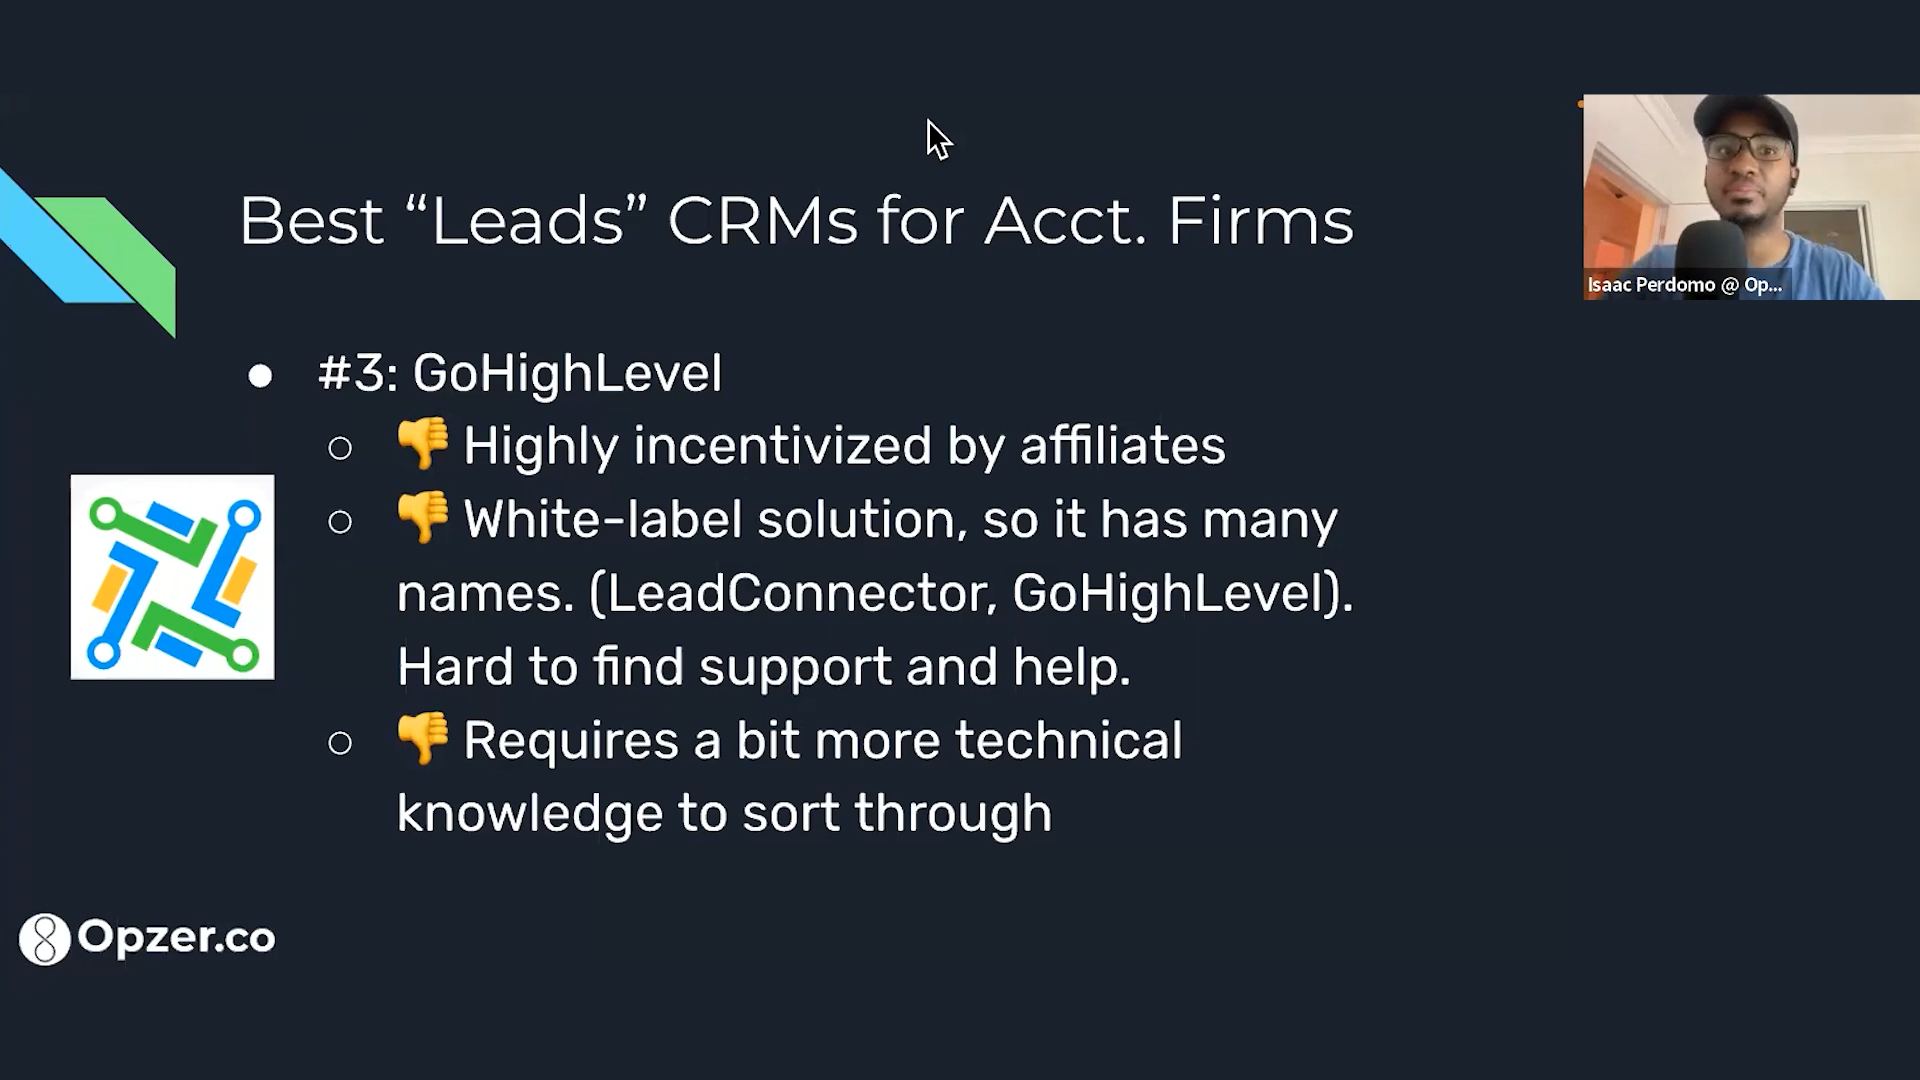 Best “Leads” CRMs for Acct. Firms
Isaac Perdomo @ Op...
● #3: GoHighLevel
○ 👎 Highly incentivized by affiliates
○ 👎 White-label solution, so it has many
names. (LeadConnector, GoHighLevel).
Hard to find support and help.
○ 👎 Requires a bit more technical
knowledge to sort through
Opzer.co